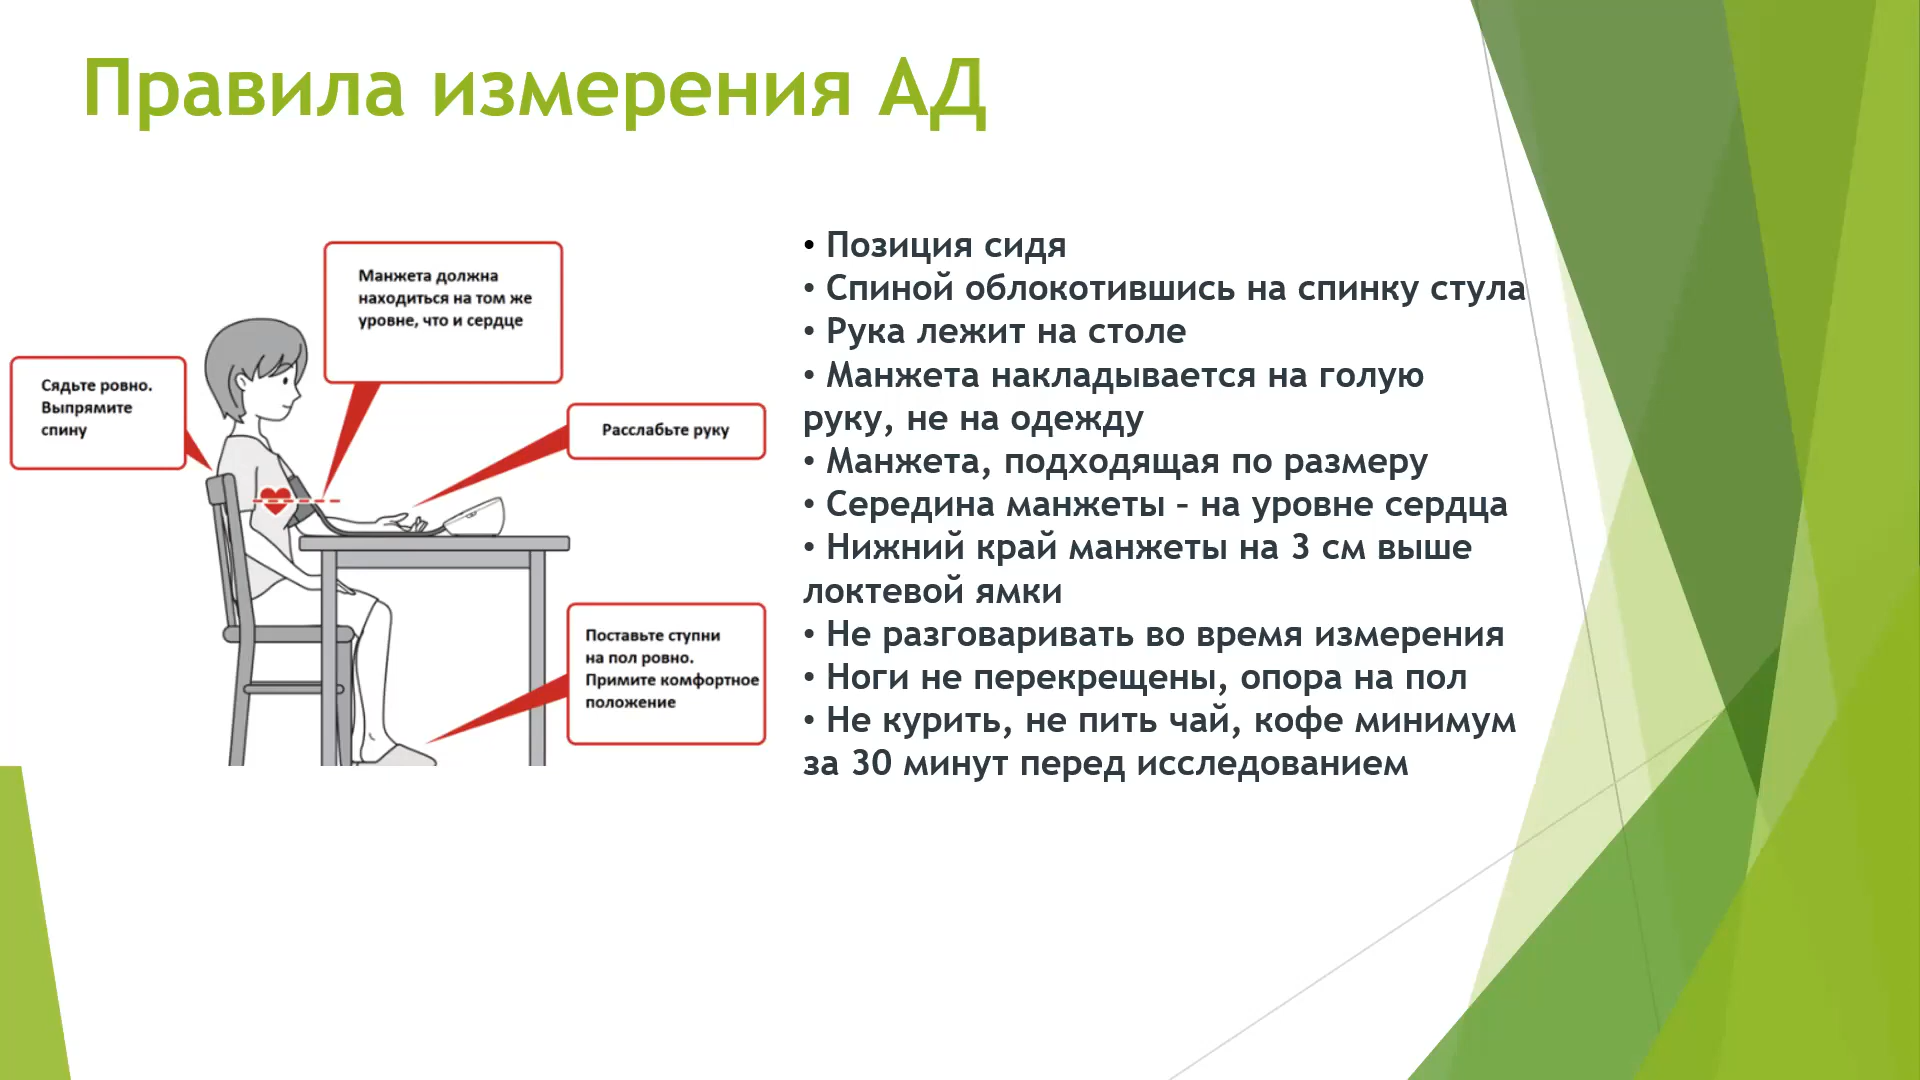 Правила измерения АД
Манжета должна
находиться на том же
уровне, что и сердце
Сядьте ровно.
Выпрямите
спину
Расслабьте руку
Поставьте ступни
на пол ровно.
Примите комфортное
положение
• Позиция сидя
• Спиной облокотившись на спинку стула
• Рука лежит на столе
• Манжета накладывается на голую
руку, не на одежду
• Манжета, подходящая по размеру
• Середина манжеты – на уровне сердца
• Нижний край манжеты на 3 см выше
локтевой ямки
• Не разговаривать во время измерения
• Ноги не перекрещены, опора на пол
• Не курить, не пить чай, кофе минимум
за 30 минут перед исследованием